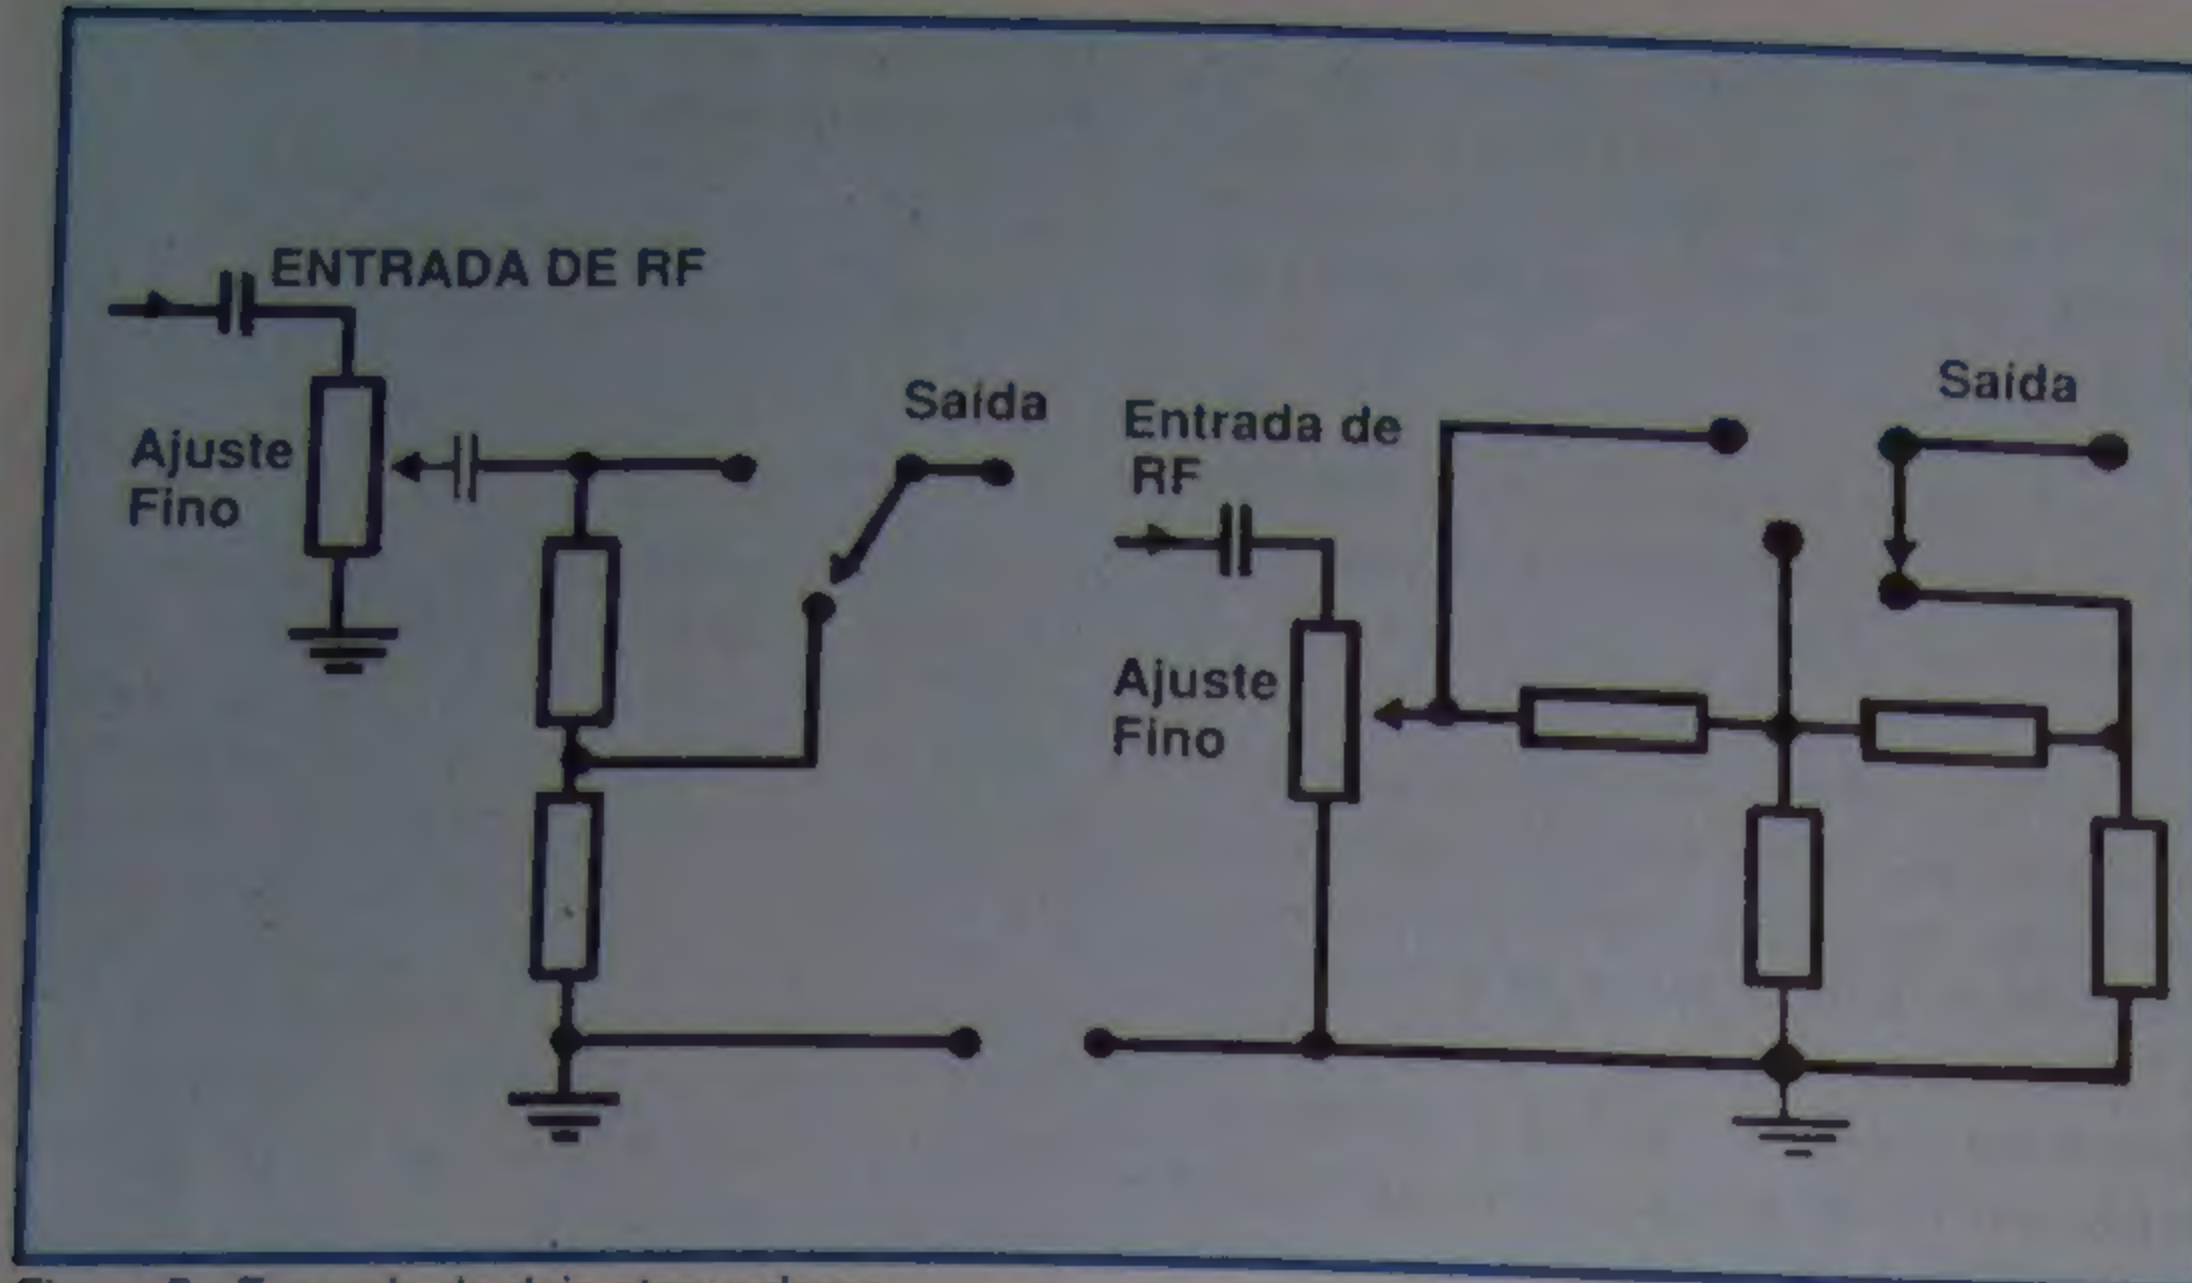 ENTRADA DE RF
Ajuste
Fino
Saída
Entrada de
RF
Ajuste
Fino
Saída